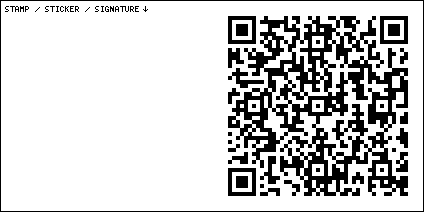 STAMP / STICKER / SIGNATURE ↓